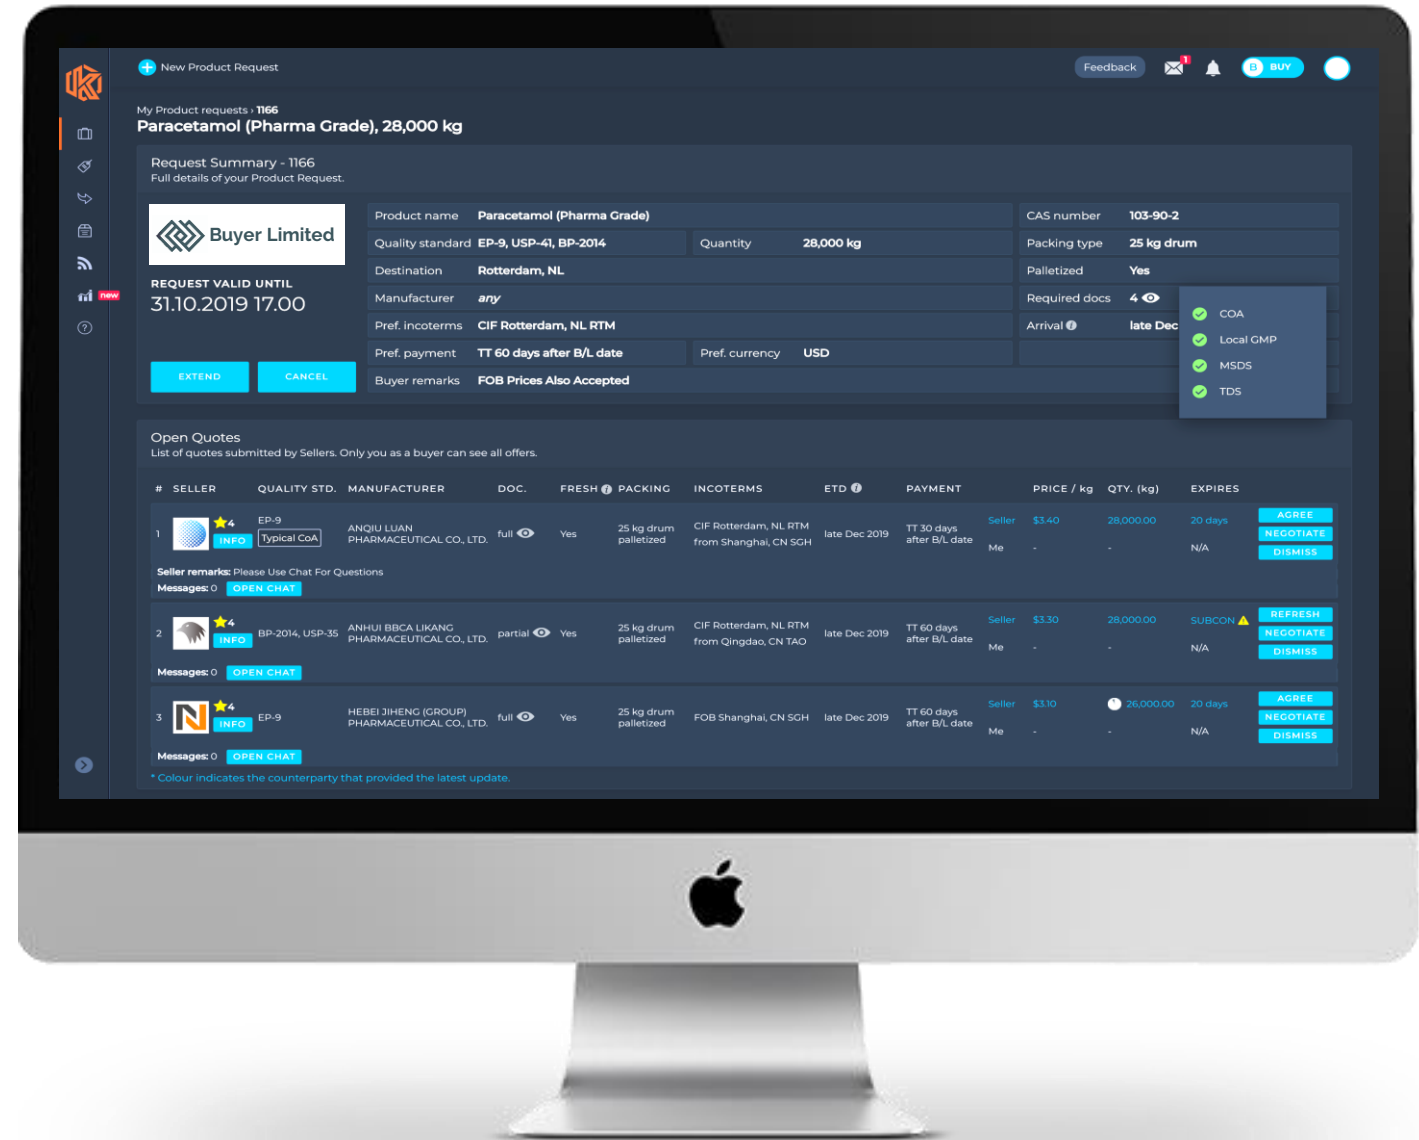 New Product Request
Feedback
1
B BUY
My Product requests › 1166
Paracetamol (Pharma Grade), 28,000 kg
new
Request Summary - 1166
Full details of your Product Request.
Buyer Limited
REQUEST VALID UNTIL
31.10.2019 17.00
EXTEND CANCEL
Product name Paracetamol (Pharma Grade) CAS number 103-90-2
Quality standard EP-9, USP-41, BP-2014 Quantity 28,000 kg Packing type 25 kg drum
Destination Rotterdam, NL Palletized Yes
Manufacturer any Required docs 4
Pref. incoterms CIF Rotterdam, NL RTM Arrival late Dec
Pref. payment TT 60 days after B/L date Pref. currency USD
Buyer remarks FOB Prices Also Accepted
COA
Local GMP
MSDS
TDS
Open Quotes
List of quotes submitted by Sellers. Only you as a buyer can see all offers.
# SELLER QUALITY STD. MANUFACTURER DOC. FRESH PACKING INCOTERMS ETD PAYMENT PRICE / kg QTY. (kg) EXPIRES
1 4 INFO EP-9 Typical CoA ANQIU LUAN PHARMACEUTICAL CO., LTD. full Yes 25 kg drum palletized CIF Rotterdam, NL RTM from Shanghai, CN SGH late Dec 2019 TT 30 days after B/L date Seller $3.40 28,000.00 20 days
Me - - N/A
AGREE
NEGOTIATE
DISMISS
Seller remarks: Please Use Chat For Questions
Messages: 0 OPEN CHAT
2 4 INFO BP-2014, USP-35 ANHUI BBCA LIKANG PHARMACEUTICAL CO., LTD. partial Yes 25 kg drum palletized CIF Rotterdam, NL RTM from Qingdao, CN TAO late Dec 2019 TT 60 days after B/L date Seller $3.30 28,000.00 SUBCON
Me - - N/A
REFRESH
NEGOTIATE
DISMISS
Messages: 0 OPEN CHAT
3 N 4 INFO EP-9 HEBEI JIHENG (GROUP) PHARMACEUTICAL CO., LTD. full Yes 25 kg drum palletized FOB Shanghai, CN SGH late Dec 2019 TT 60 days after B/L date Seller $3.10 26,000.00 20 days
Me - - N/A
AGREE
NEGOTIATE
DISMISS
Messages: 0 OPEN CHAT
* Colour indicates the counterparty that provided the latest update.